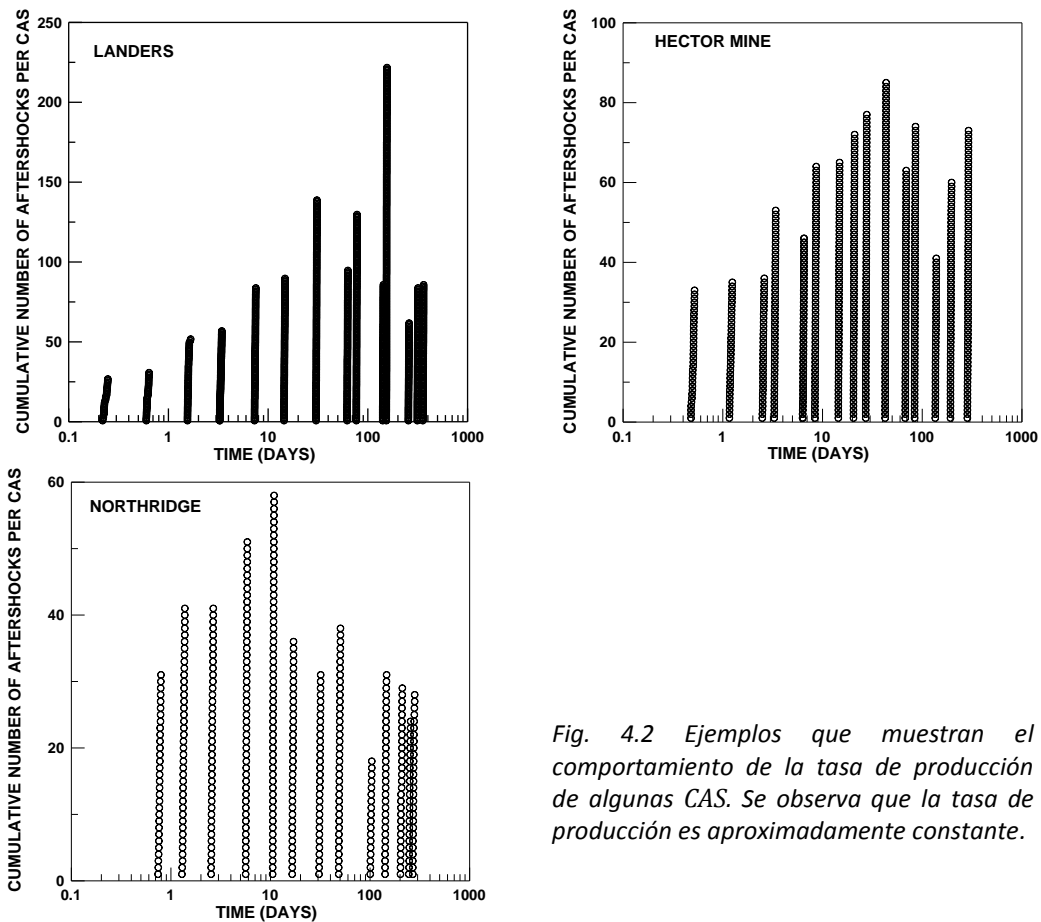 CUMULATIVE NUMBER OF AFTERSHOCKS PER CAS
250
200
150
100
50
0
LANDERS
0.1 1 10 100 1000
TIME (DAYS)
CUMULATIVE NUMBER OF AFTERSHOCKS PER CAS
100
80
60
40
20
0
HECTOR MINE
0.1 1 10 100 1000
TIME (DAYS)
CUMULATIVE NUMBER OF AFTERSHOCKS PER CAS
60
40
20
0
NORTHRIDGE
0.1 1 10 100 1000
TIME (DAYS)
Fig. 4.2 Ejemplos que muestran el
comportamiento de la tasa de producción
de algunas CAS. Se observa que la tasa de
producción es aproximadamente constante.